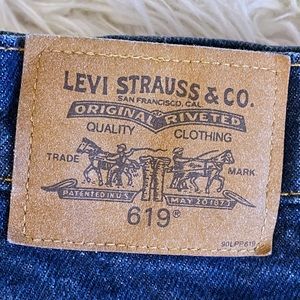 LEVI STRAUSS & CO.
SAN FRANCISCO, CAL
ORIGINAL RIVETED
QUALITY CLOTHING
TRADE MARK
PATENTED IN U.S. MAY 20 1873
619®